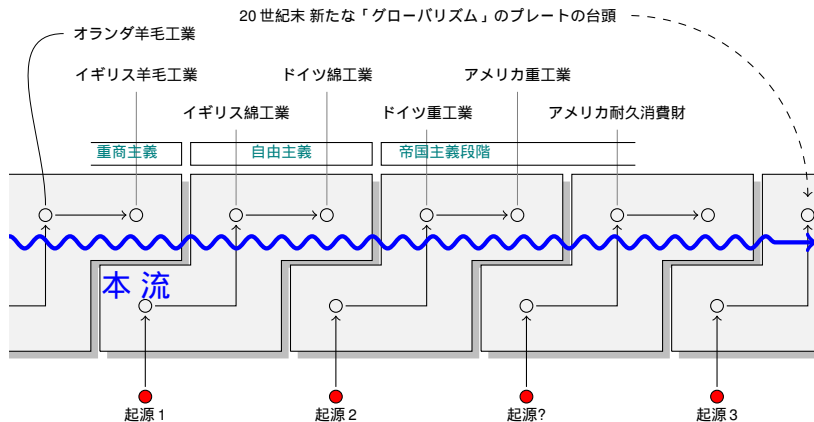 20世紀末 新たな「グローバリズム」のプレートの台頭
オランダ羊毛工業
イギリス羊毛工業
ドイツ綿工業
アメリカ重工業
イギリス綿工業
ドイツ重工業
アメリカ耐久消費財
重商主義
自由主義
帝国主義段階
本 流
起源1
起源2
起源?
起源3